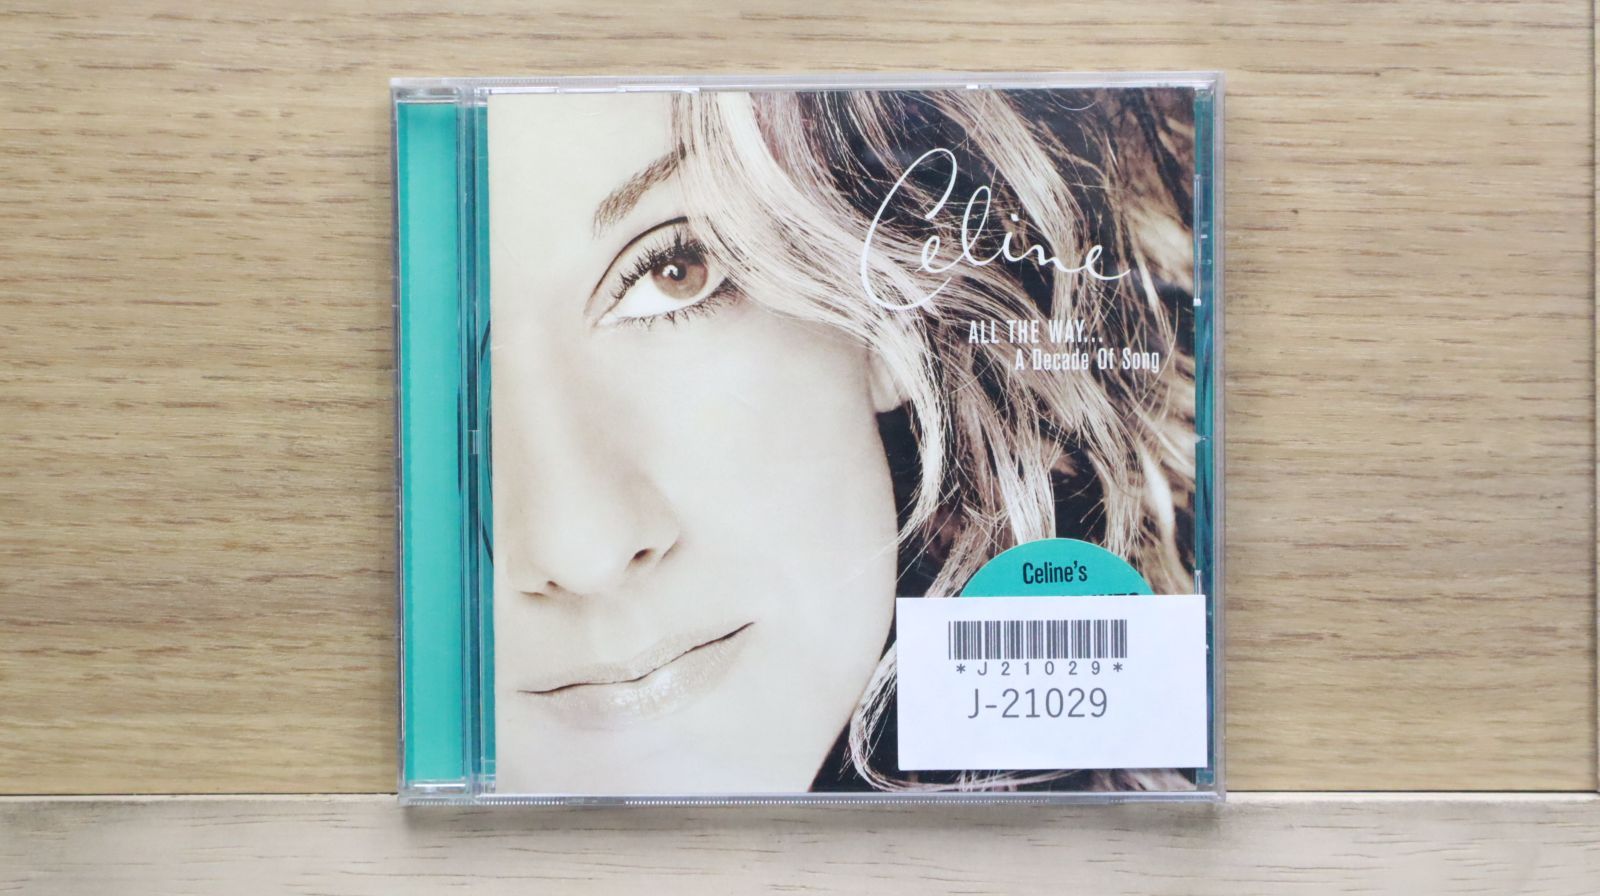 Celine
ALL THE WAY...
A Decade Of Song
Celine's
*J21029*
J-21029